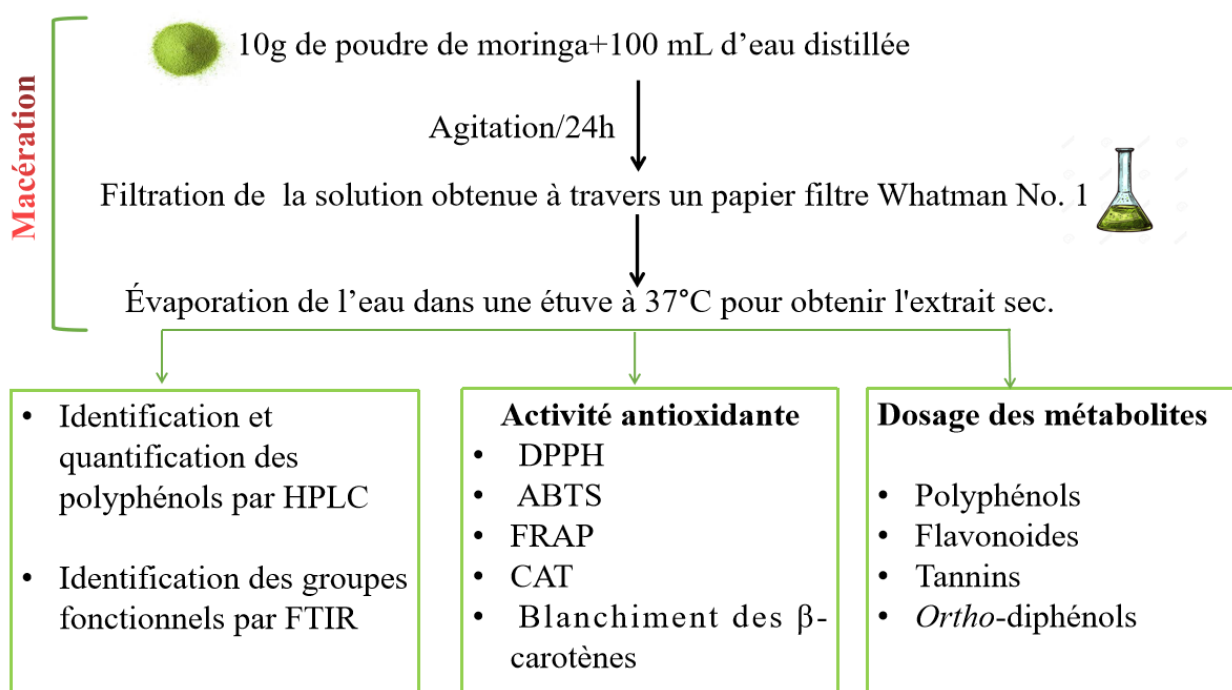 Macération
10g de poudre de moringa+100 mL d’eau distillée
Agitation/24h
Filtration de la solution obtenue à travers un papier filtre Whatman No. 1
Évaporation de l’eau dans une étuve à 37°C pour obtenir l'extrait sec.
• Identification et
quantification des
polyphénols par HPLC
• Identification des groupes
fonctionnels par FTIR
Activité antioxidante
• DPPH
• ABTS
• FRAP
• CAT
• Blanchiment des β-
carotènes
Dosage des métabolites
• Polyphénols
• Flavonoides
• Tannins
• Ortho-diphénols